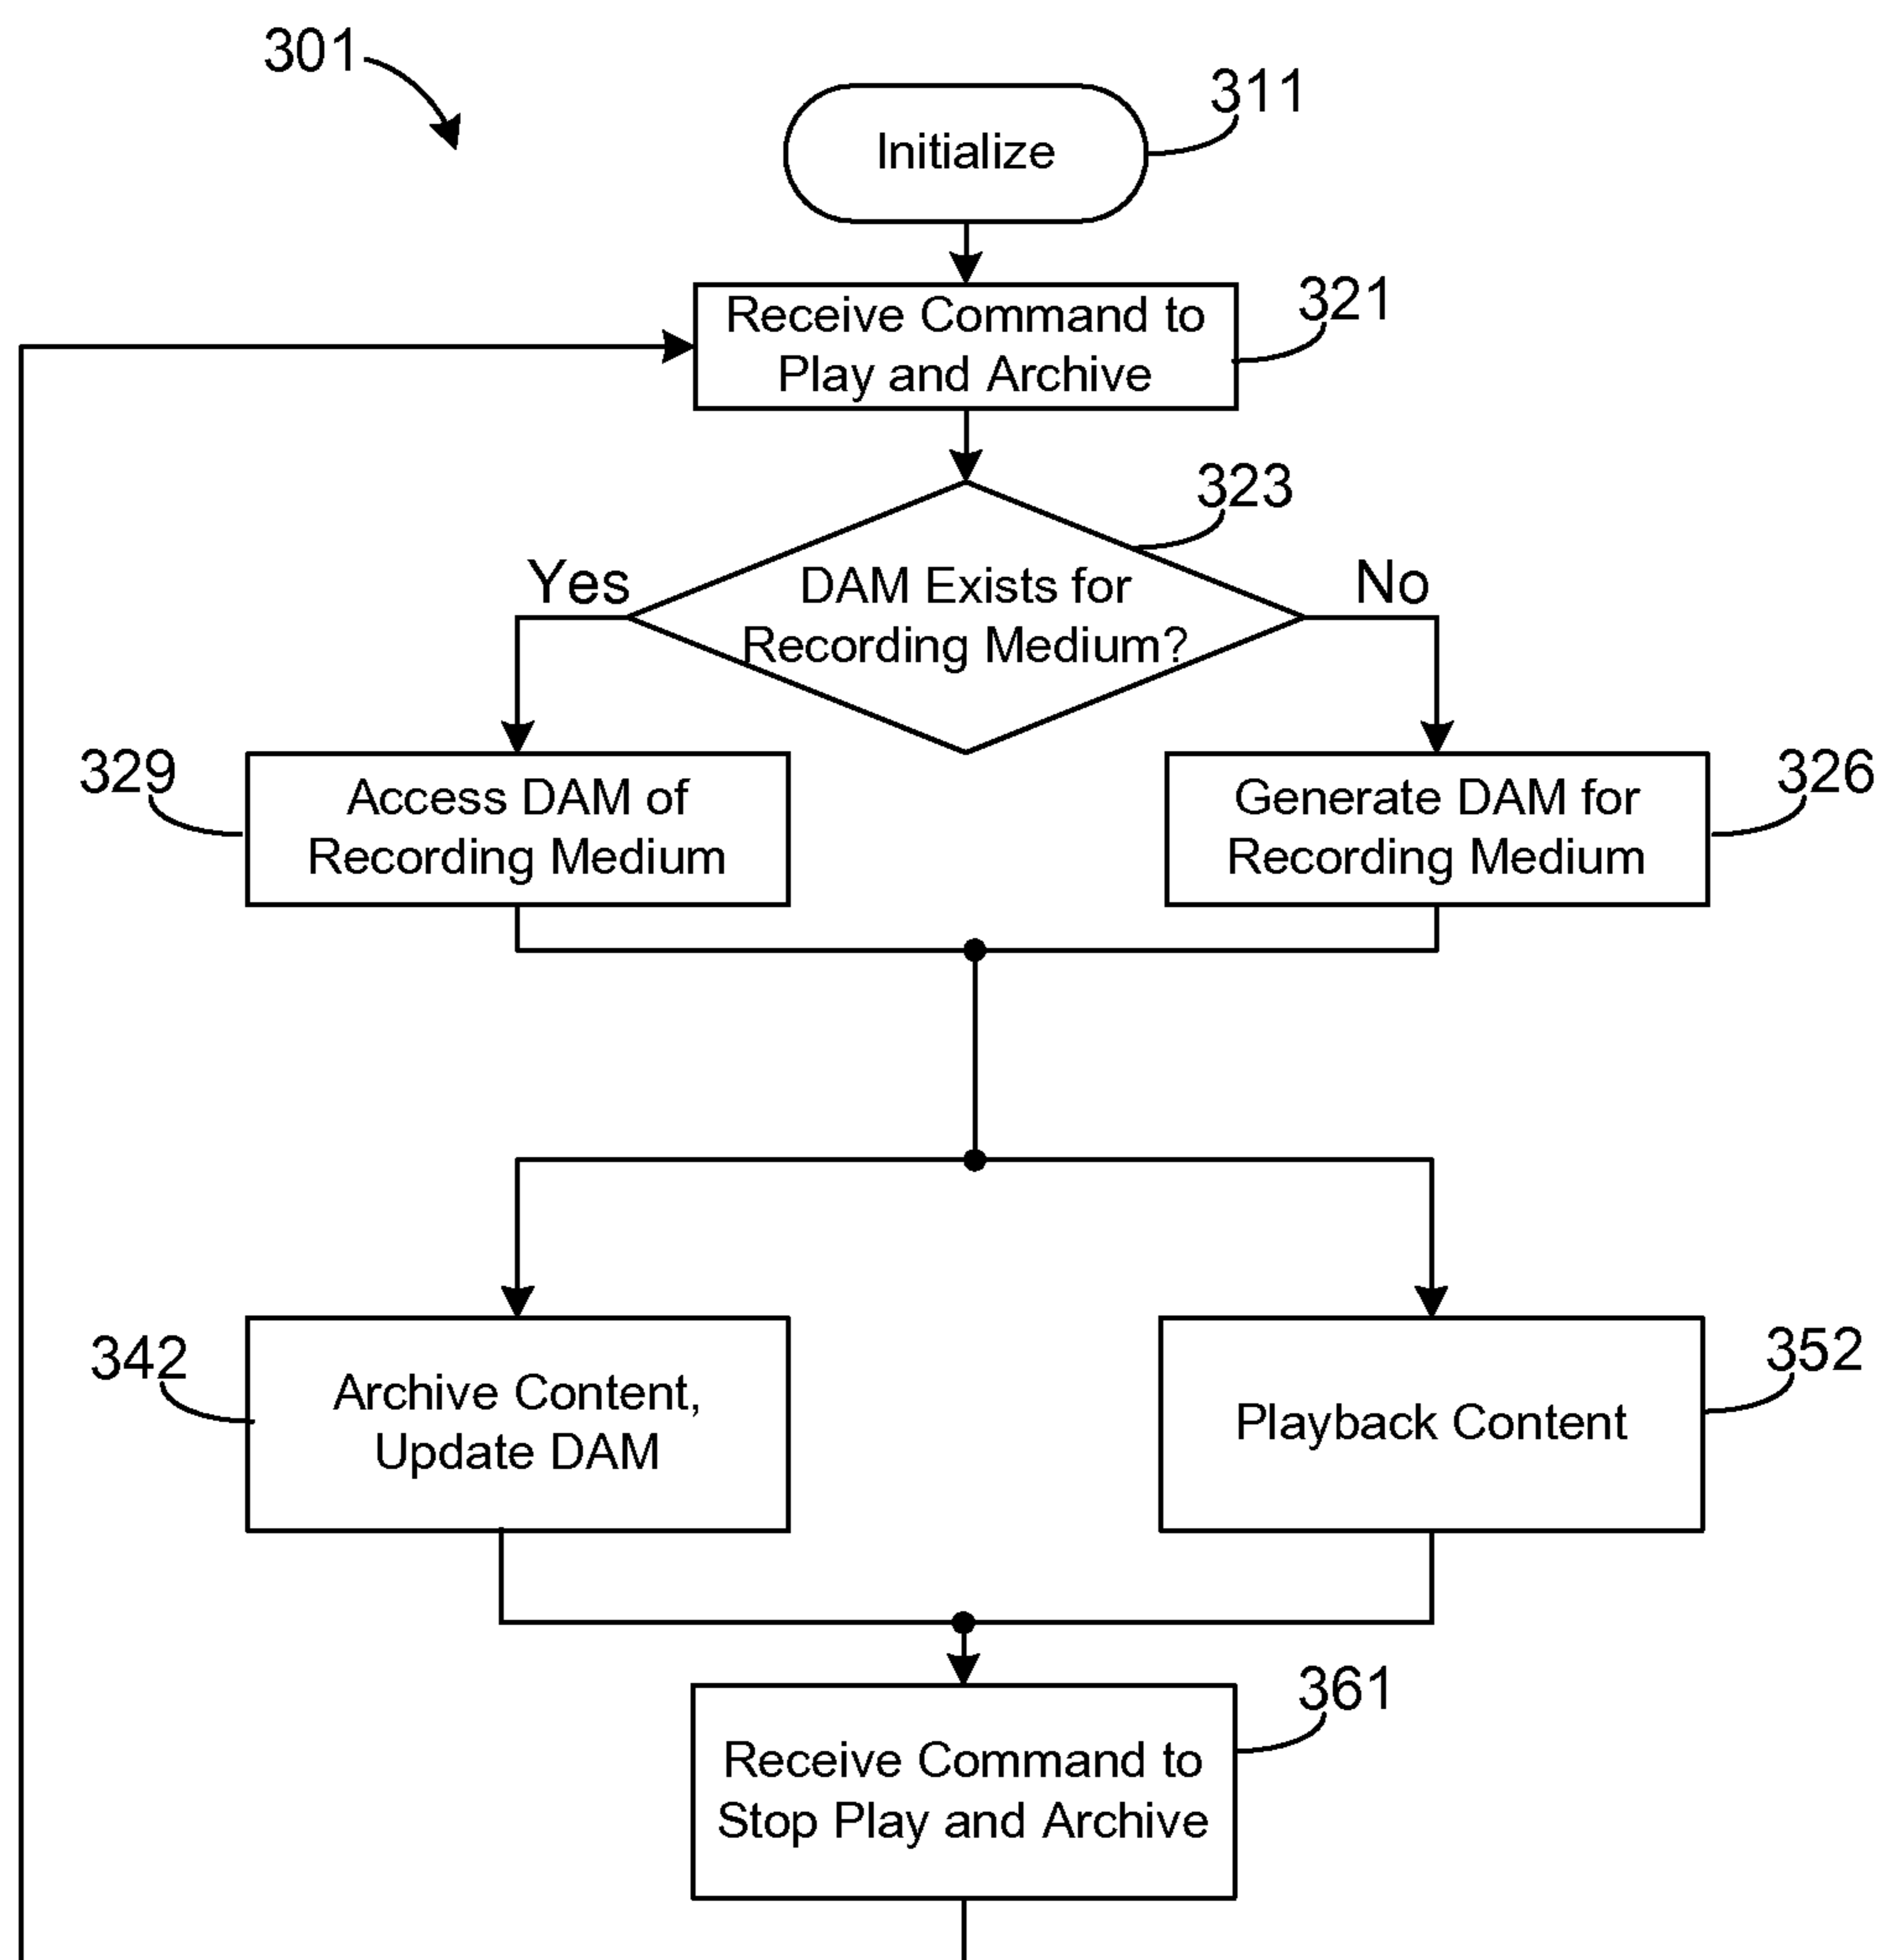 301
311
Initialize
321
Receive Command to
Play and Archive
323
Yes
No
DAM Exists for
Recording Medium?
329
326
Access DAM of
Recording Medium
Generate DAM for
Recording Medium
342
352
Archive Content,
Update DAM
Playback Content
361
Receive Command to
Stop Play and Archive